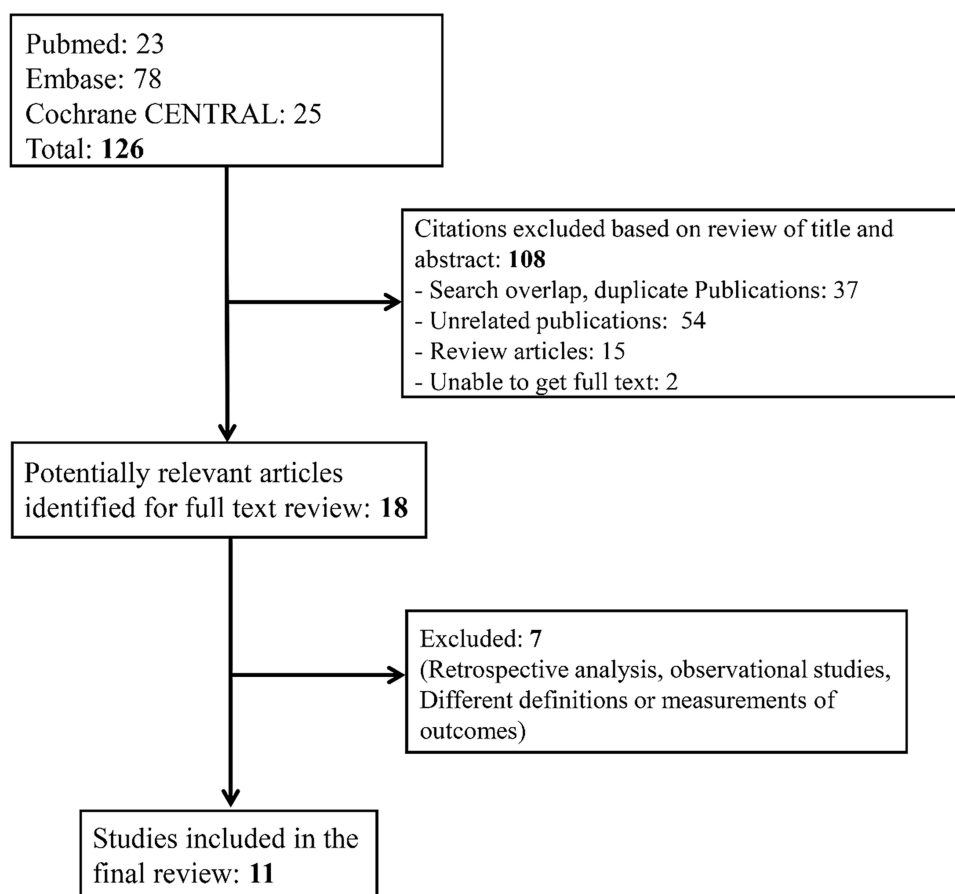 Pubmed: 23
Embase: 78
Cochrane CENTRAL: 25
Total: 126
Citations excluded based on review of title and
abstract: 108
- Search overlap, duplicate Publications: 37
- Unrelated publications:  54
- Review articles: 15
- Unable to get full text: 2
Potentially relevant articles
identified for full text review: 18
Excluded: 7
(Retrospective analysis, observational studies,
Different definitions or measurements of
outcomes)
Studies included in the
final review: 11